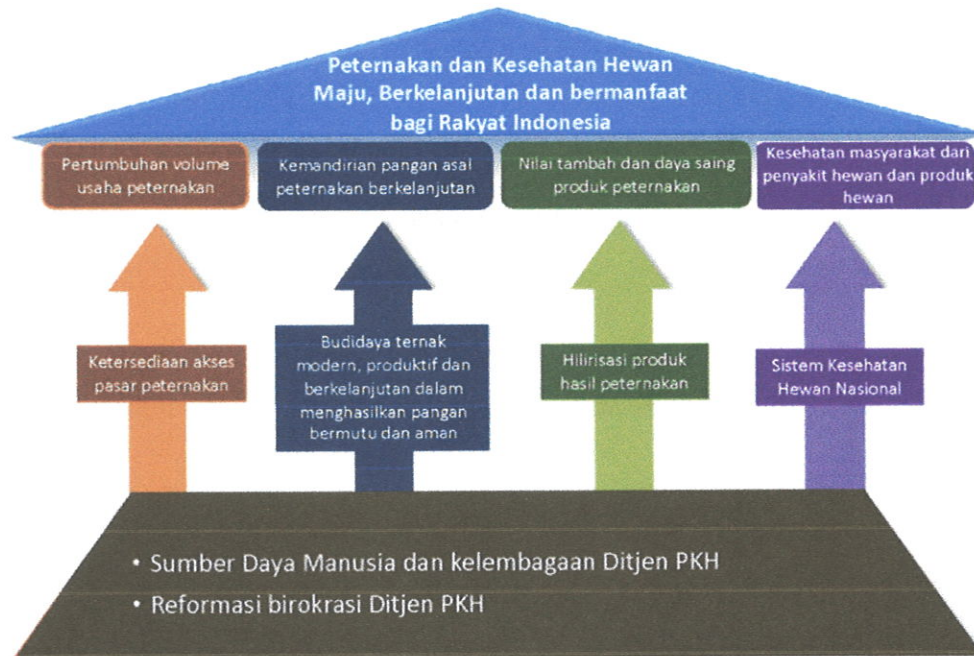 Peternakan dan Kesehatan Hewan
Maju, Berkelanjutan dan bermanfaat
bagi Rakyat Indonesia
Pertumbuhan volume
usaha peternakan
Kemandirian pangan asal
peternakan berkelanjutan
Nilai tambah dan daya saing
produk peternakan
Kesehatan masyarakat dari
penyakit hewan dan produk
hewan
Ketersediaan akses
pasar peternakan
Budidaya ternak
modern, produktif dan
berkelanjutan dalam
menghasilkan pangan
bermutu dan aman
Hilirisasi produk
hasil peternakan
Sistem Kesehatan
Hewan Nasional
• Sumber Daya Manusia dan kelembagaan Ditjen PKH
• Reformasi birokrasi Ditjen PKH